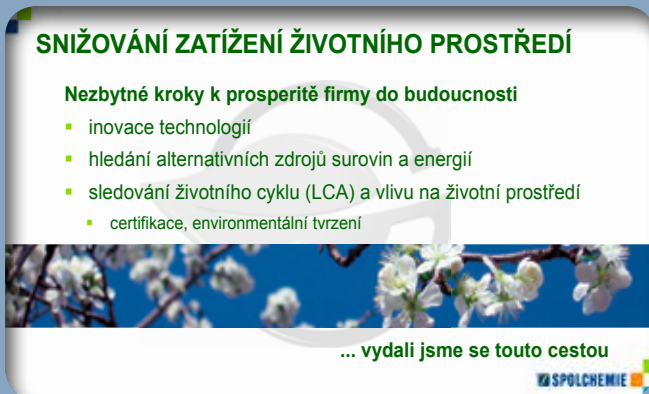 SNIŽOVÁNÍ ZATÍŽENÍ ŽIVOTNÍHO PROSTŘEDÍ
Nezbytné kroky k prosperitě firmy do budoucnosti
inovace technologií
hledání alternativních zdrojů surovin a energií
sledování životního cyklu (LCA) a vlivu na životní prostředí
certifikace, environmentální tvrzení
... vydali jsme se touto cestou
SPOLCHEMIE